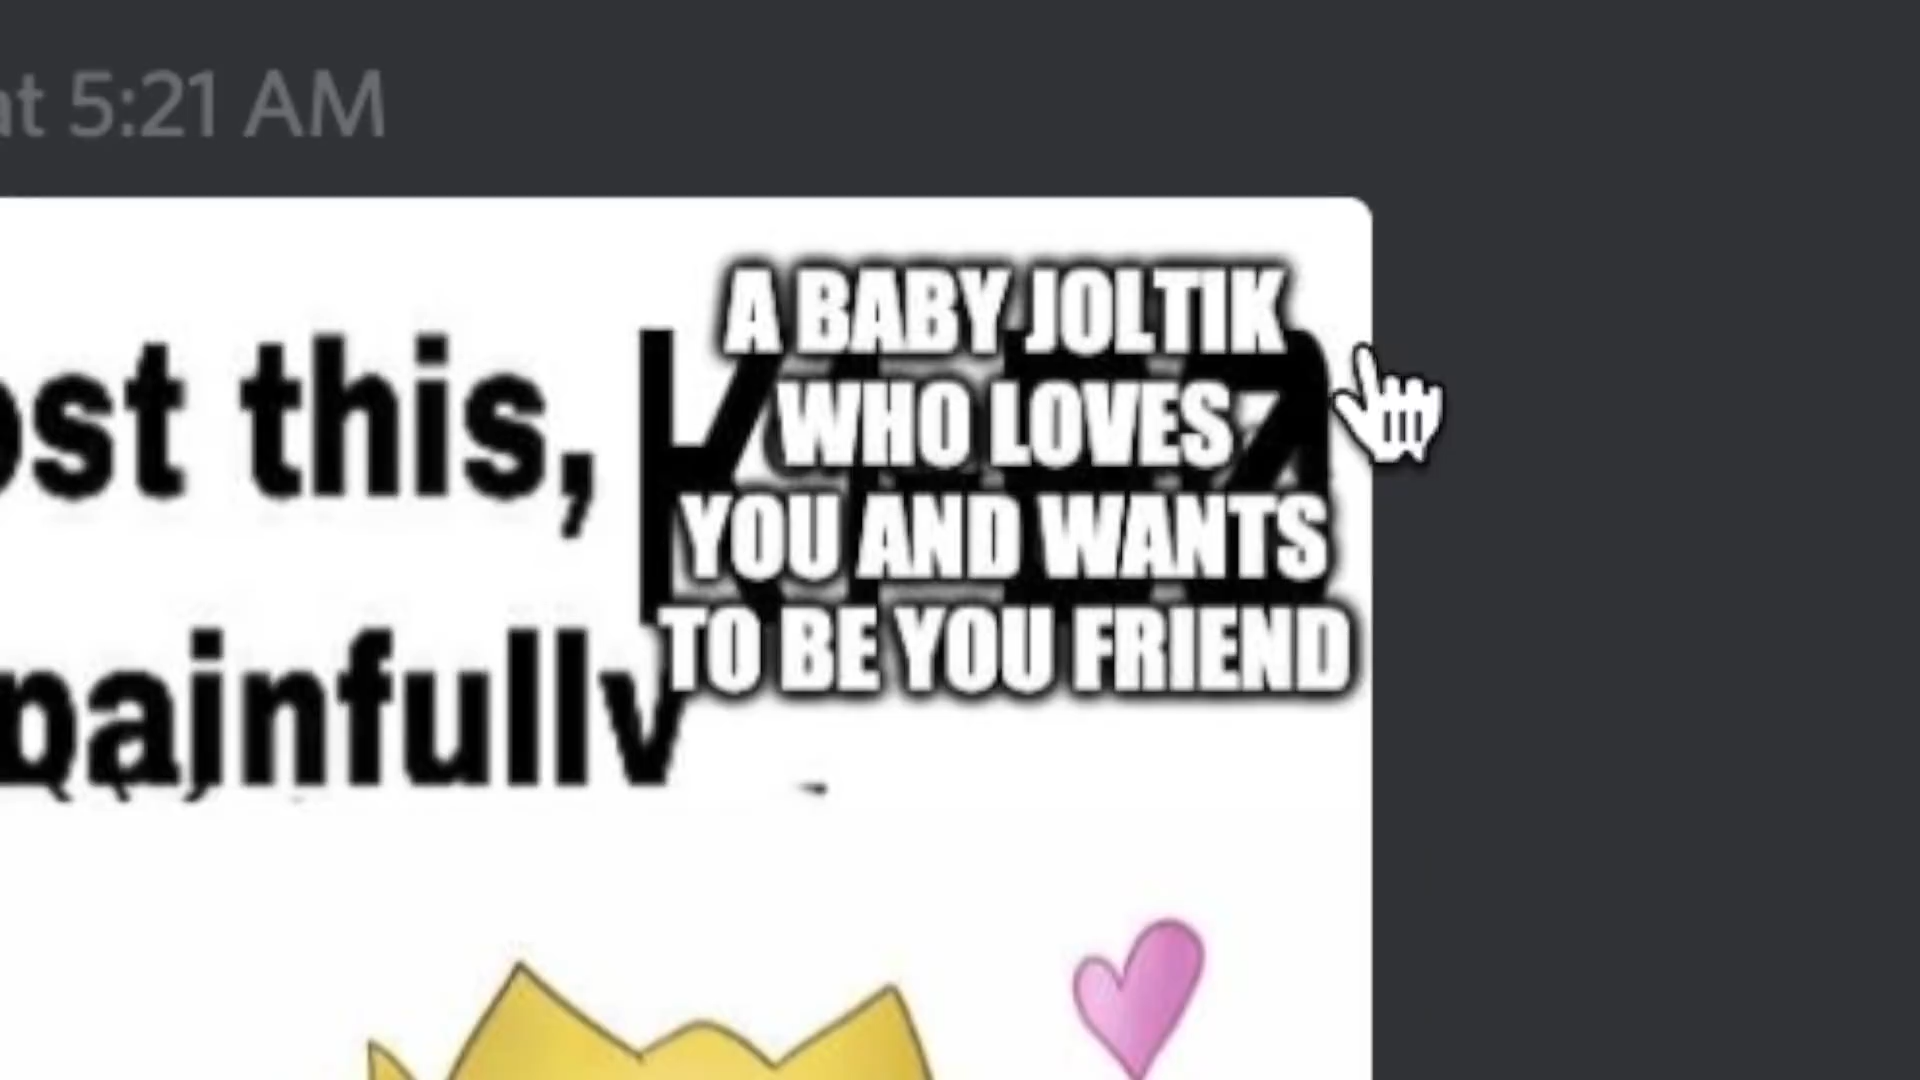 at 5:21 AM
A BABY JOLTIK
WHO LOVES
YOU AND WANTS
TO BE YOU FRIEND
ost this,
painfully